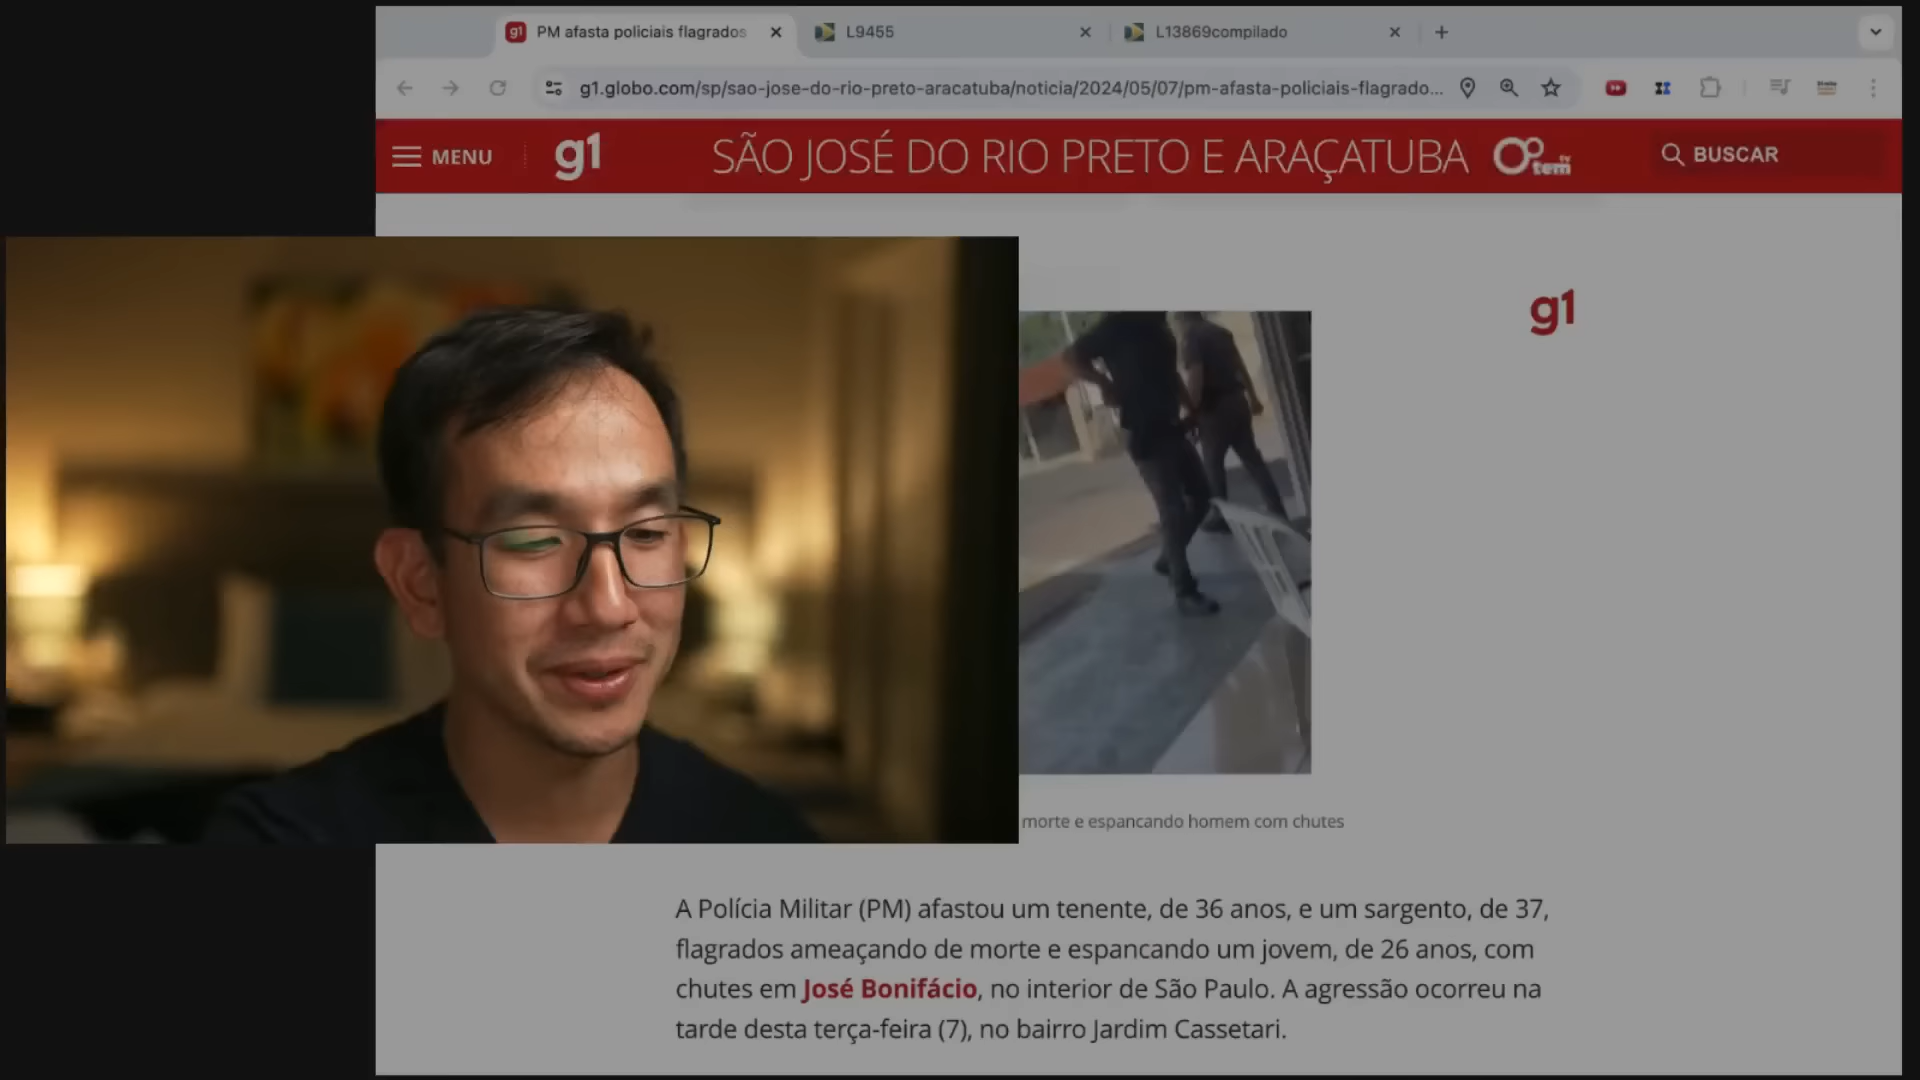 g1 PM afasta policiais flagrados
L9455
L13869compilado
g1.globo.com/sp/sao-jose-do-rio-preto-aracatuba/noticia/2024/05/07/pm-afasta-policiais-flagrado...
MENU
g1
SÃO JOSÉ DO RIO PRETO E ARAÇATUBA
tv tem
BUSCAR
g1
morte e espancando homem com chutes
A Polícia Militar (PM) afastou um tenente, de 36 anos, e um sargento, de 37,
flagrados ameaçando de morte e espancando um jovem, de 26 anos, com
chutes em José Bonifácio, no interior de São Paulo. A agressão ocorreu na
tarde desta terça-feira (7), no bairro Jardim Cassetari.